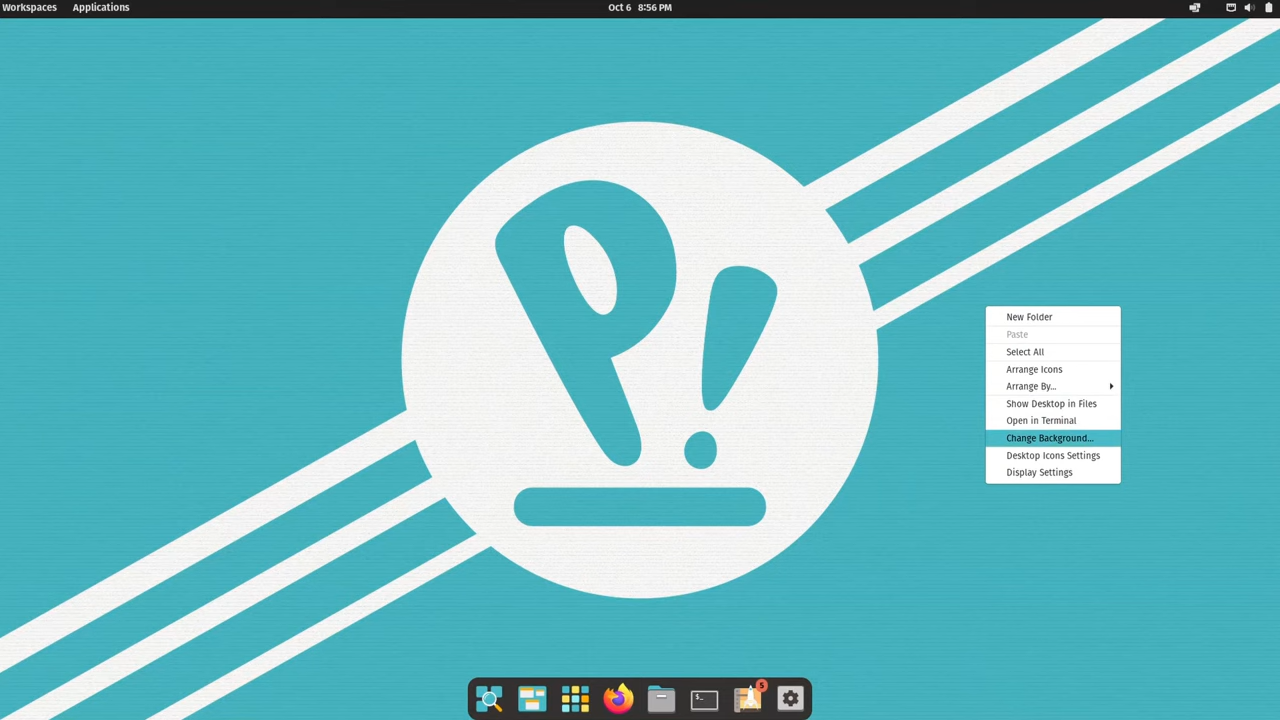 Workspaces Applications Oct 6 8:56 PM
P!
New Folder
Paste
Select All
Arrange Icons
Arrange By...
Show Desktop in Files
Open in Terminal
Change Background...
Desktop Icons Settings
Display Settings
$_
5